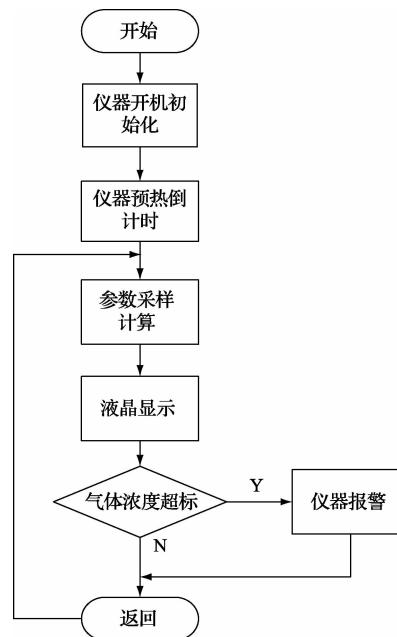 开始
仪器开机初
始化
仪器预热倒
计时
参数采样
计算
液晶显示
气体浓度超标
Y
仪器报警
N
返回